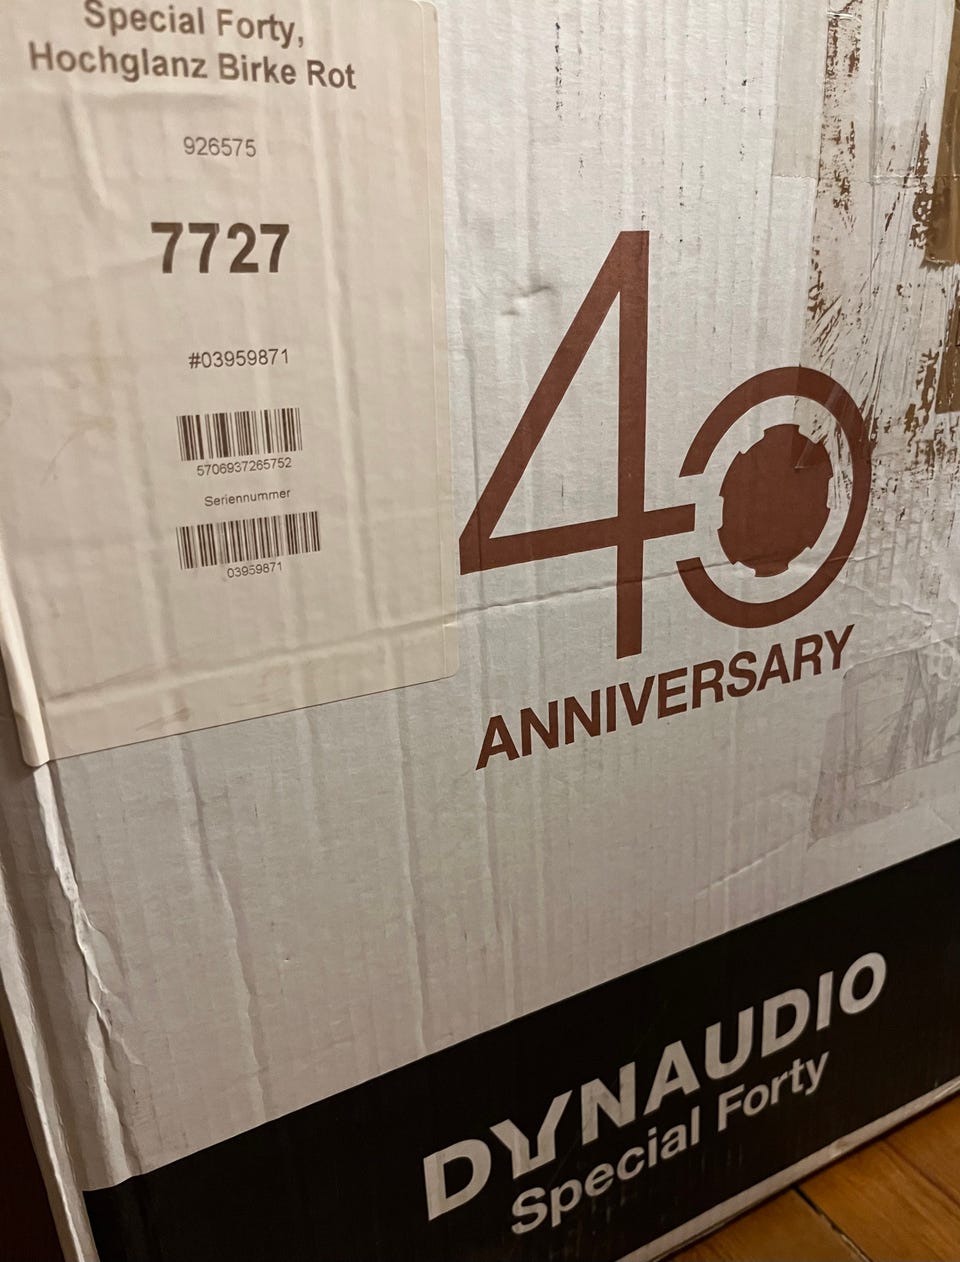 Special Forty,
Hochglanz Birke Rot
926575
7727
#03959871
5706937265752
Seriennummer
03959871
40
ANNIVERSARY
DYNAUDIO
Special Forty